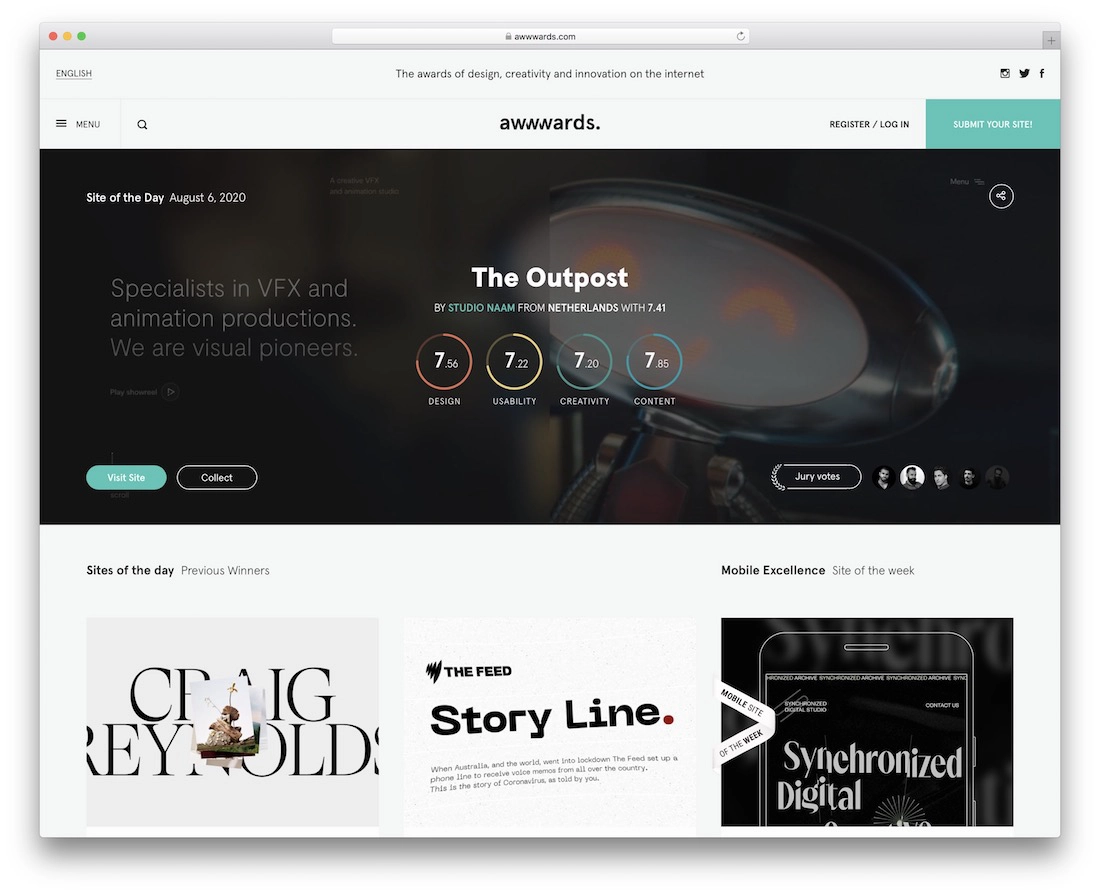 awwwards.com
ENGLISH
The awards of design, creativity and innovation on the internet
MENU
awwwards.
REGISTER / LOG IN
SUBMIT YOUR SITE!
Site of the Day August 6, 2020
A creative VFX
and animation studio
Menu
Specialists in VFX and
animation productions.
We are visual pioneers.
Play showreel
The Outpost
BY STUDIO NAAM FROM NETHERLANDS WITH 7.41
7.56 7.22 7.20 7.85
DESIGN USABILITY CREATIVITY CONTENT
Visit Site
Collect
scroll
Jury votes
Sites of the day Previous Winners
Mobile Excellence Site of the week
CRAIG
REYNOLDS
THE FEED
Story Line.
When Australia, and the world, went into lockdown The Feed set up a
phone line to receive voice memos from all over the country.
This is the story of Coronavirus, as told by you.
MOBILE SITE
OF THE WEEK
SYNCHRONIZED ARCHIVE SYNCHRONIZED ARCHIVE
SYNCHRONIZED
DIGITAL STUDIO
CONTACT US
Synchronized
Digital